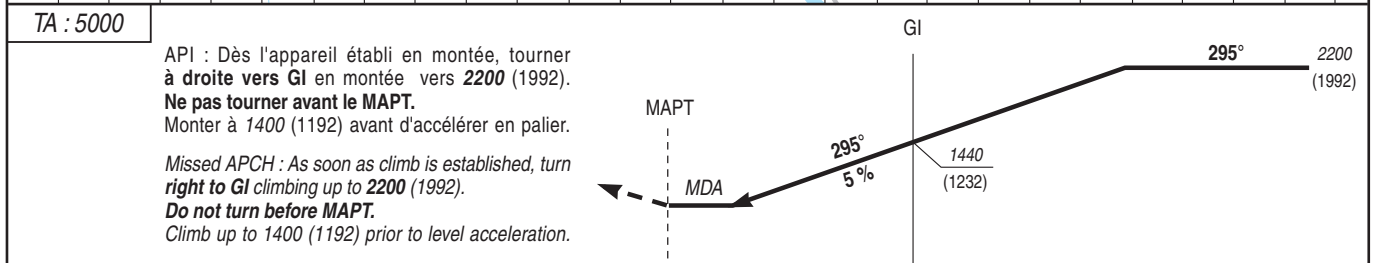 TA : 5000
API : Dès l'appareil établi en montée, tourner
à droite vers GI en montée vers 2200 (1992).
Ne pas tourner avant le MAPT.
Monter à 1400 (1192) avant d'accélérer en palier.
Missed APCH : As soon as climb is established, turn
right to GI climbing up to 2200 (1992).
Do not turn before MAPT.
Climb up to 1400 (1192) prior to level acceleration.
MAPT
MDA
295°
5 %
GI
1440
(1232)
295°
2200
(1992)